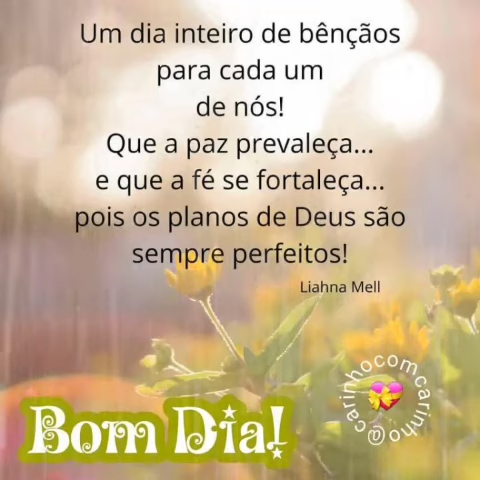 Um dia inteiro de bênçãos
para cada um
de nós!
Que a paz prevaleça...
e que a fé se fortaleça...
pois os planos de Deus são
sempre perfeitos!
Liahna Mell
@carinhocomcarinho
Bom Dia!